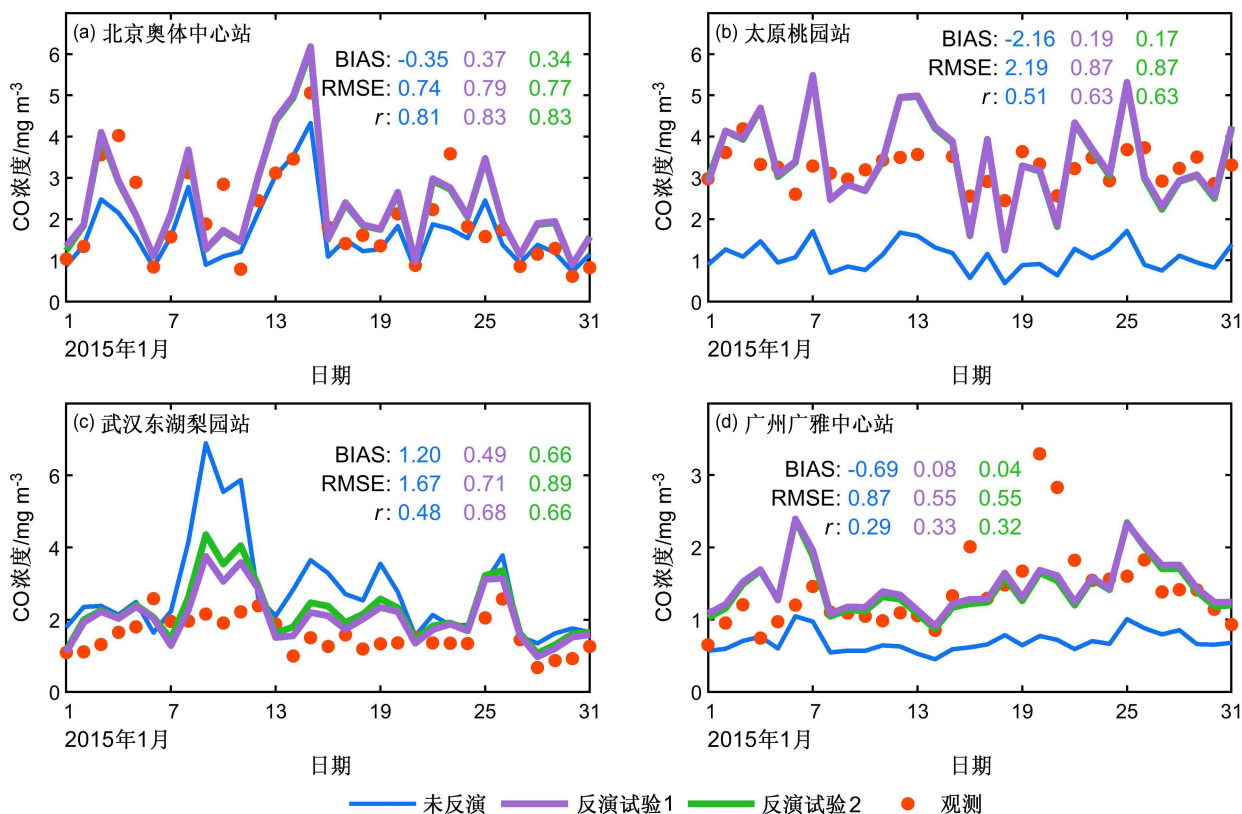 (a) 北京奥体中心站
BIAS: -0.35 0.37 0.34
RMSE: 0.74 0.79 0.77
r: 0.81 0.83 0.83
CO浓度/mg m-3
6
5
4
3
2
1
0
1 7 13 19 25 31
2015年1月
日期
(b) 太原桃园站
BIAS: -2.16 0.19 0.17
RMSE: 2.19 0.87 0.87
r: 0.51 0.63 0.63
CO浓度/mg m-3
6
5
4
3
2
1
0
1 7 13 19 25 31
2015年1月
日期
(c) 武汉东湖梨园站
BIAS: 1.20 0.49 0.66
RMSE: 1.67 0.71 0.89
r: 0.48 0.68 0.66
CO浓度/mg m-3
6
4
2
0
1 7 13 19 25 31
2015年1月
日期
(d) 广州广雅中心站
BIAS: -0.69 0.08 0.04
RMSE: 0.87 0.55 0.55
r: 0.29 0.33 0.32
CO浓度/mg m-3
3
2
1
0
1 7 13 19 25 31
2015年1月
日期
未反演 反演试验1 反演试验2 观测